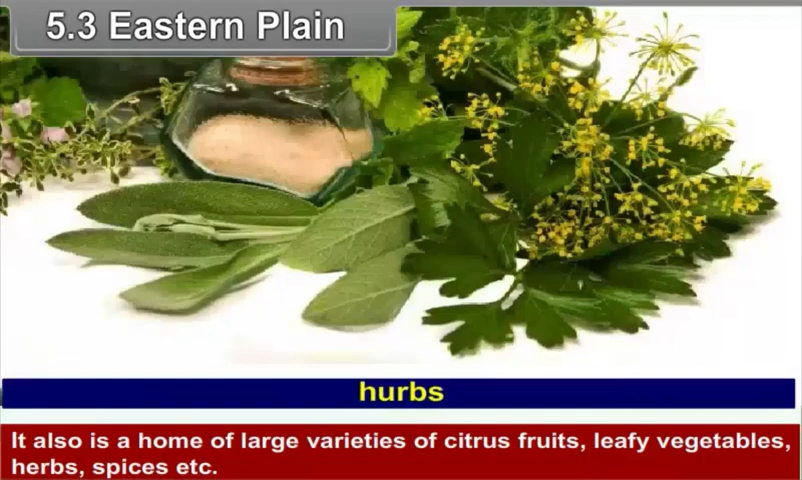 5.3 Eastern Plain
hurbs
It also is a home of large varieties of citrus fruits, leafy vegetables,
herbs, spices etc.